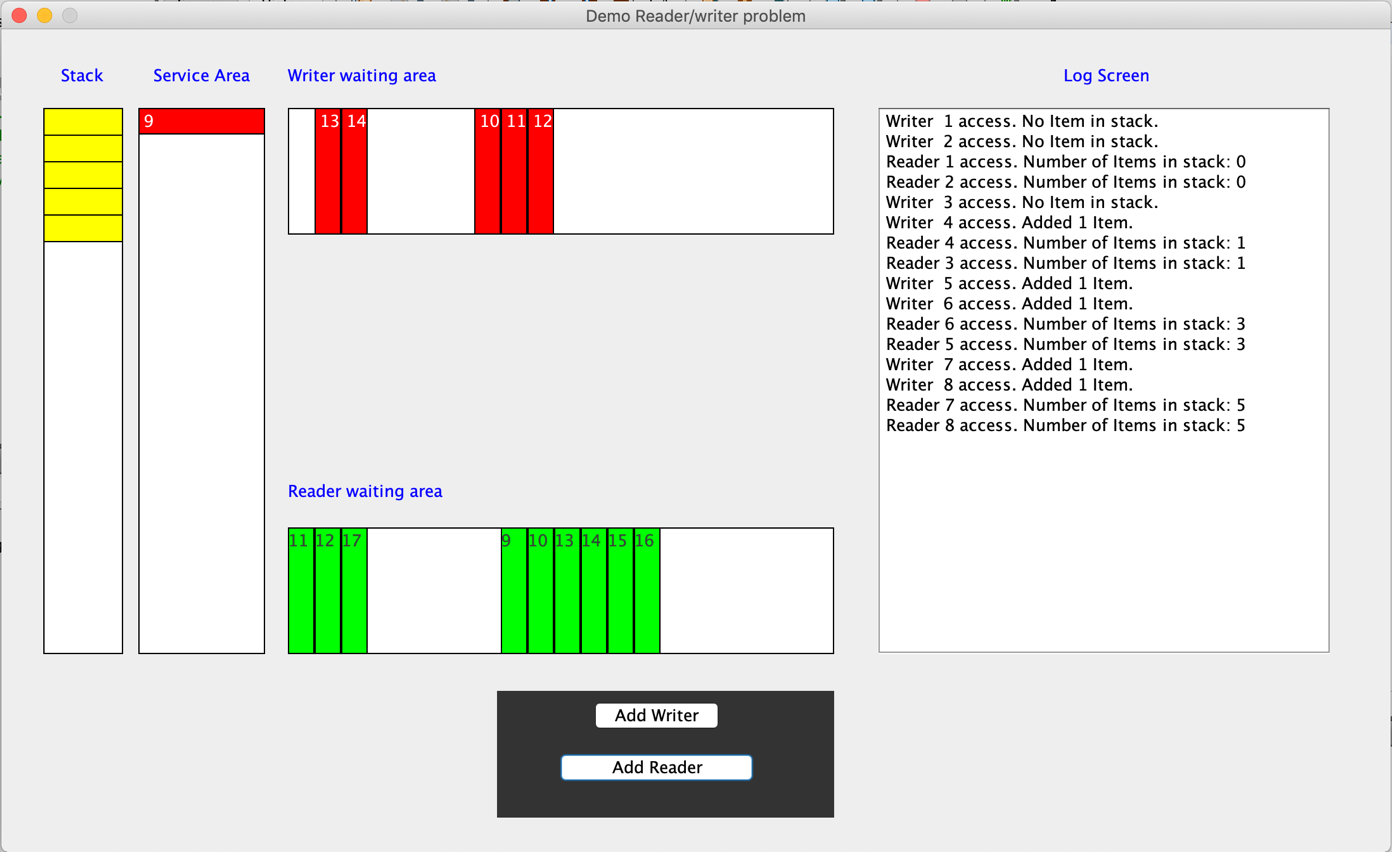 Demo Reader/writer problem
Stack
Service Area
Writer waiting area
Log Screen
9
13 14 10 11 12
Writer  1 access. No Item in stack.
Writer  2 access. No Item in stack.
Reader 1 access. Number of Items in stack: 0
Reader 2 access. Number of Items in stack: 0
Writer  3 access. No Item in stack.
Writer  4 access. Added 1 Item.
Reader 4 access. Number of Items in stack: 1
Reader 3 access. Number of Items in stack: 1
Writer  5 access. Added 1 Item.
Writer  6 access. Added 1 Item.
Reader 6 access. Number of Items in stack: 3
Reader 5 access. Number of Items in stack: 3
Writer  7 access. Added 1 Item.
Writer  8 access. Added 1 Item.
Reader 7 access. Number of Items in stack: 5
Reader 8 access. Number of Items in stack: 5
Reader waiting area
11 12 17 9 10 13 14 15 16
Add Writer
Add Reader